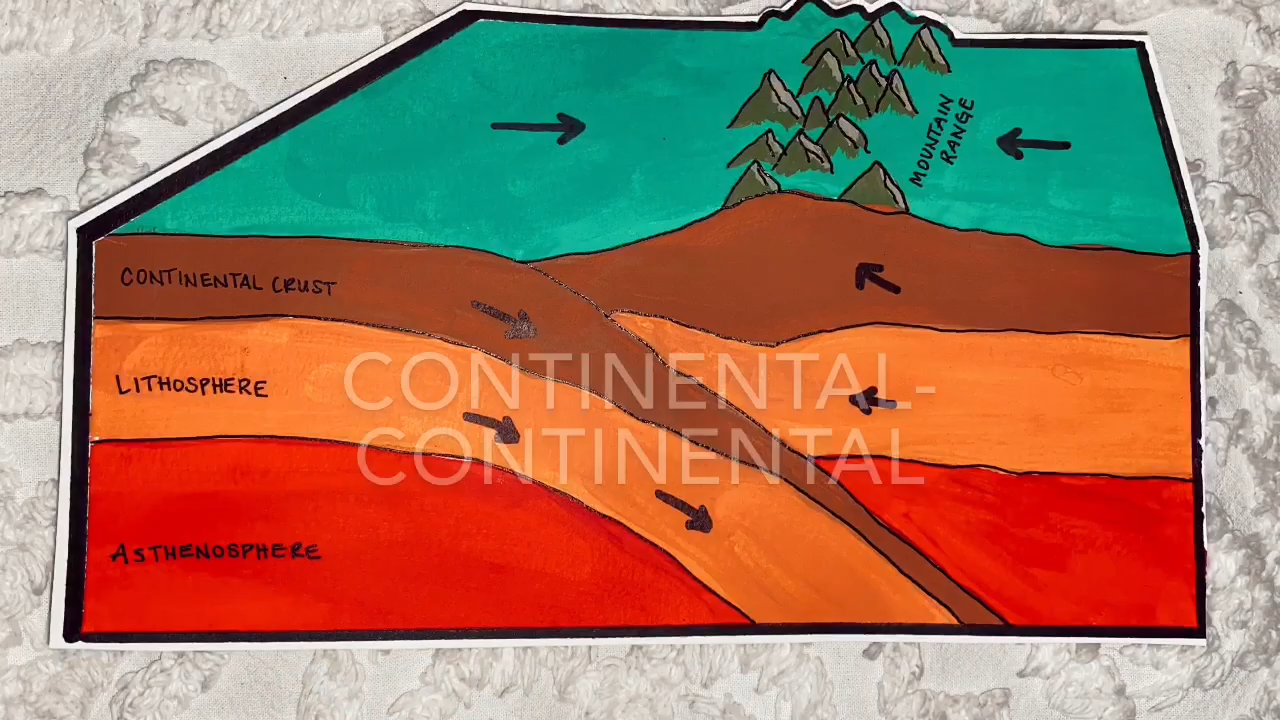 MOUNTAIN
RANGE
CONTINENTAL CRUST
LITHOSPHERE
CONTINENTAL-
CONTINENTAL
ASTHENOSPHERE